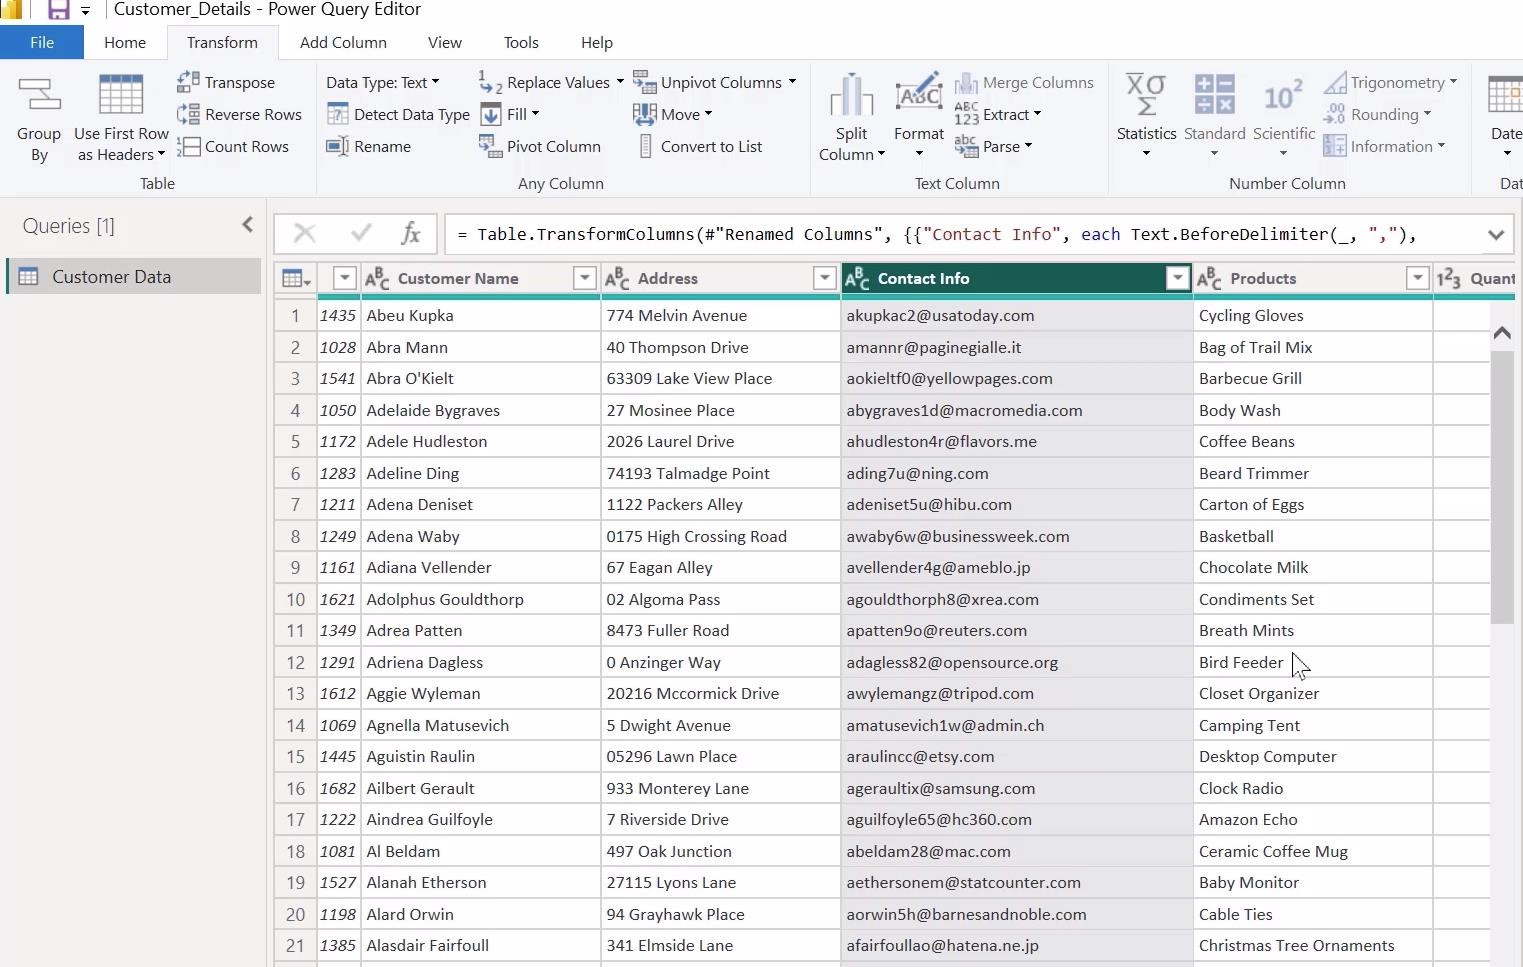 Customer_Details - Power Query Editor
File Home Transform Add Column View Tools Help
Group By
Use First Row as Headers
Transpose
Reverse Rows
Count Rows
Table
Data Type: Text
Detect Data Type
Rename
Replace Values
Fill
Pivot Column
Unpivot Columns
Move
Convert to List
Any Column
Split Column
Format
Merge Columns
Extract
Parse
Text Column
Statistics
Standard
Scientific
Trigonometry
Rounding
Information
Number Column
Date
Dat
Queries [1]
fx = Table.TransformColumns(#"Renamed Columns", {{"Contact Info", each Text.BeforeDelimiter(_, ","),
Customer Data
ABC Customer Name ABC Address ABC Contact Info ABC Products 123 Quant
1 1435 Abeu Kupka 774 Melvin Avenue akupkac2@usatoday.com Cycling Gloves
2 1028 Abra Mann 40 Thompson Drive amannr@paginegialle.it Bag of Trail Mix
3 1541 Abra O'Kielt 63309 Lake View Place aokieltf0@yellowpages.com Barbecue Grill
4 1050 Adelaide Bygraves 27 Mosinee Place abygraves1d@macromedia.com Body Wash
5 1172 Adele Hudleston 2026 Laurel Drive ahudleston4r@flavors.me Coffee Beans
6 1283 Adeline Ding 74193 Talmadge Point ading7u@ning.com Beard Trimmer
7 1211 Adena Deniset 1122 Packers Alley adeniset5u@hibu.com Carton of Eggs
8 1249 Adena Waby 0175 High Crossing Road awaby6w@businessweek.com Basketball
9 1161 Adiana Vellender 67 Eagan Alley avellender4g@ameblo.jp Chocolate Milk
10 1621 Adolphus Gouldthorp 02 Algoma Pass agouldthorph8@xrea.com Condiments Set
11 1349 Adrea Patten 8473 Fuller Road apatten9o@reuters.com Breath Mints
12 1291 Adriena Dagless 0 Anzinger Way adagless82@opensource.org Bird Feeder
13 1612 Aggie Wyleman 20216 Mccormick Drive awylemangz@tripod.com Closet Organizer
14 1069 Agnella Matusevich 5 Dwight Avenue amatusevich1w@admin.ch Camping Tent
15 1445 Aguistin Raulin 05296 Lawn Place araulincc@etsy.com Desktop Computer
16 1682 Ailbert Gerault 933 Monterey Lane ageraultix@samsung.com Clock Radio
17 1222 Aindrea Guilfoyle 7 Riverside Drive aguilfoyle65@hc360.com Amazon Echo
18 1081 Al Beldam 497 Oak Junction abeldam28@mac.com Ceramic Coffee Mug
19 1527 Alanah Etherson 27115 Lyons Lane aethersonem@statcounter.com Baby Monitor
20 1198 Alard Orwin 94 Grayhawk Place aorwin5h@barnesandnoble.com Cable Ties
21 1385 Alasdair Fairfoull 341 Elmside Lane afairfoullao@hatena.ne.jp Christmas Tree Ornaments